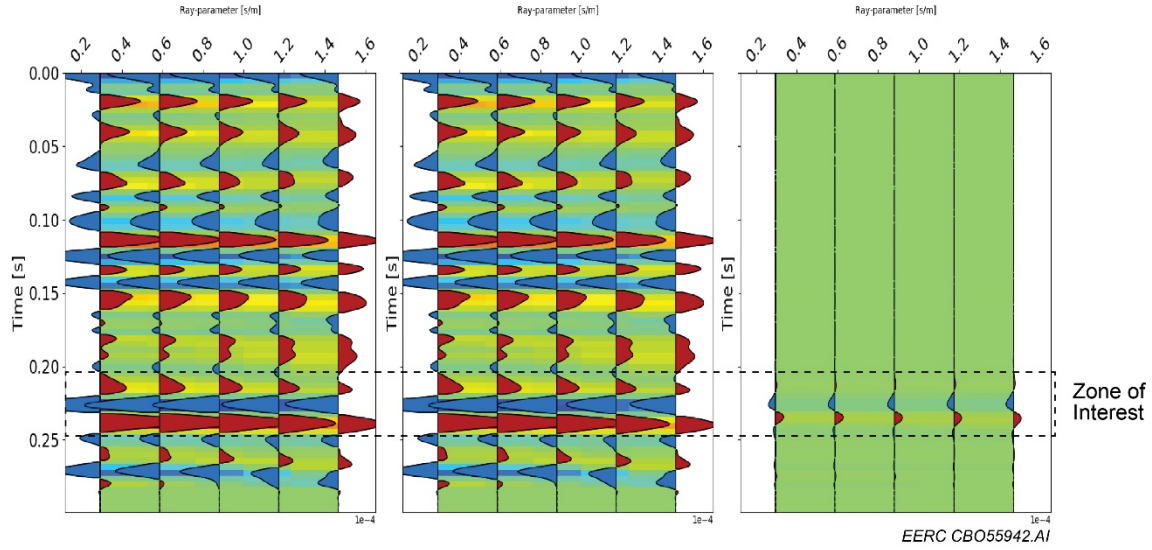 Ray-parameter [s/m]
Ray-parameter [s/m]
Ray-parameter [s/m]
0.2 0.4 0.6 0.8 1.0 1.2 1.4 1.6
0.2 0.4 0.6 0.8 1.0 1.2 1.4 1.6
0.2 0.4 0.6 0.8 1.0 1.2 1.4 1.6
0.00
0.05
0.10
0.15
0.20
0.25
Time [s]
Time [s]
Time [s]
Zone of
Interest
1e-4
1e-4
1e-4
EERC CBO55942.AI